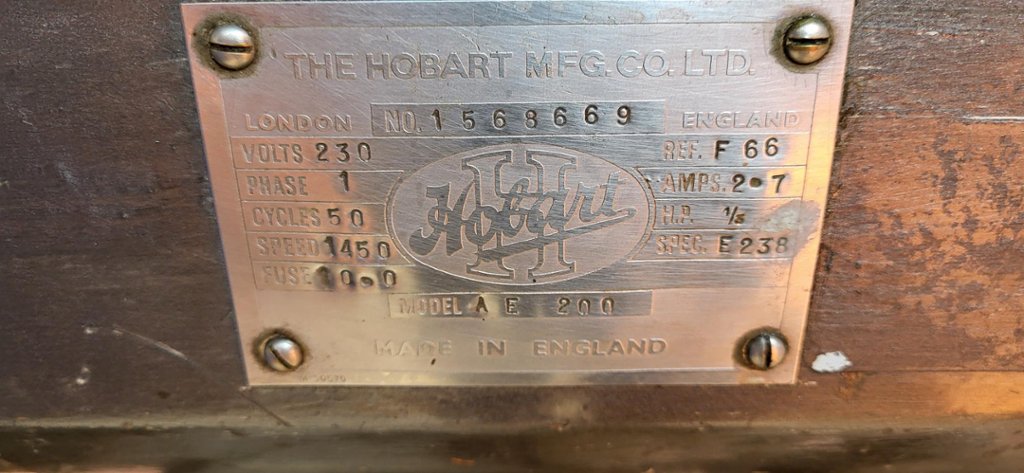 THE HOBART MFG. CO. LTD.
LONDON NO. 1568669 ENGLAND
VOLTS 230 REF. F 66
PHASE 1 AMPS. 2.7
CYCLES 50 H.P. 1/3
SPEED 1450 SPEC. E 238
FUSE 10.0
Hobart
MODEL A E 200
MADE IN ENGLAND